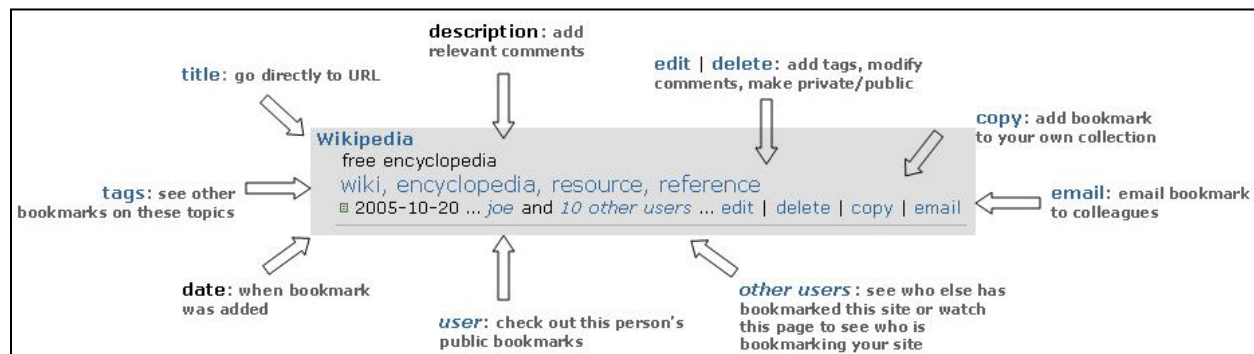 description: add
relevant comments
title: go directly to URL
edit | delete: add tags, modify
comments, make private/public
copy: add bookmark
to your own collection
Wikipedia
free encyclopedia
wiki, encyclopedia, resource, reference
2005-10-20 ... joe and 10 other users ... edit | delete | copy | email
tags: see other
bookmarks on these topics
email: email bookmark
to colleagues
date: when bookmark
was added
user: check out this person's
public bookmarks
other users: see who else has
bookmarked this site or watch
this page to see who is
bookmarking your site